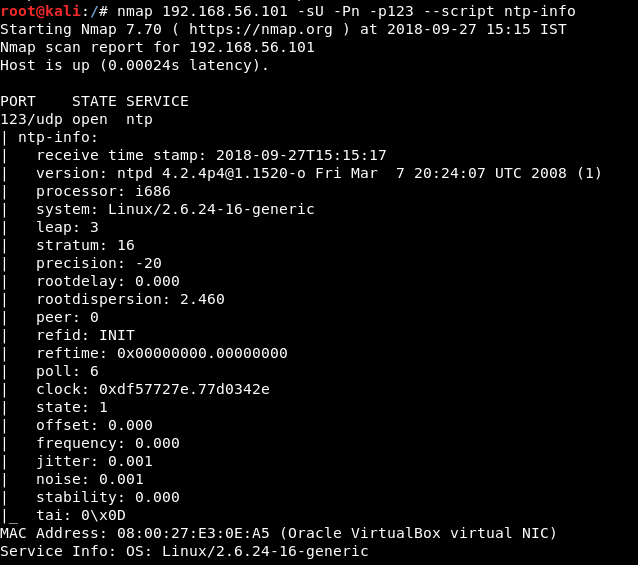 root@kali:/# nmap 192.168.56.101 -sU -Pn -p123 --script ntp-info
Starting Nmap 7.70 ( https://nmap.org ) at 2018-09-27 15:15 IST
Nmap scan report for 192.168.56.101
Host is up (0.00024s latency).

PORT    STATE SERVICE
123/udp open  ntp
| ntp-info:
|   receive time stamp: 2018-09-27T15:15:17
|   version: ntpd 4.2.4p4@1.1520-o Fri Mar  7 20:24:07 UTC 2008 (1)
|   processor: i686
|   system: Linux/2.6.24-16-generic
|   leap: 3
|   stratum: 16
|   precision: -20
|   rootdelay: 0.000
|   rootdispersion: 2.460
|   peer: 0
|   refid: INIT
|   reftime: 0x00000000.00000000
|   poll: 6
|   clock: 0xdf57727e.77d0342e
|   state: 1
|   offset: 0.000
|   frequency: 0.000
|   jitter: 0.001
|   noise: 0.001
|   stability: 0.000
|_  tai: 0\x0D
MAC Address: 08:00:27:E3:0E:A5 (Oracle VirtualBox virtual NIC)
Service Info: OS: Linux/2.6.24-16-generic